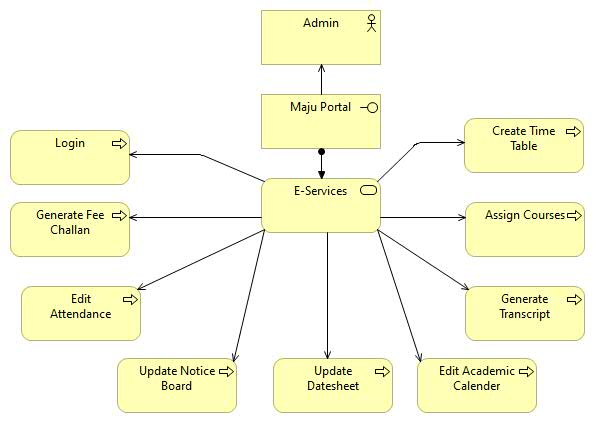 Admin
Maju Portal
Login
Create Time
Table
E-Services
Generate Fee
Challan
Assign Courses
Edit
Attendance
Generate
Transcript
Update Notice
Board
Update
Datesheet
Edit Academic
Calender